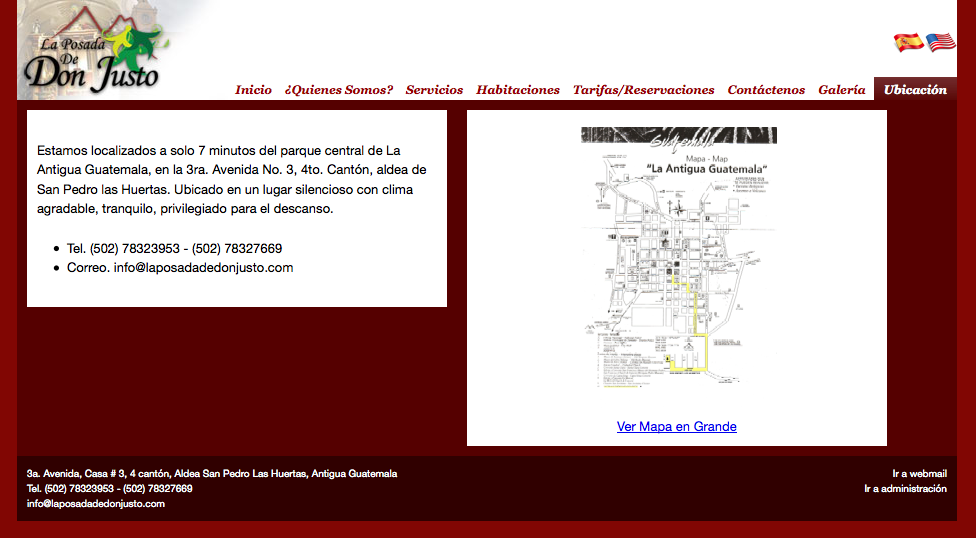 La Posada
De
Don Justo
Inicio ¿Quienes Somos? Servicios Habitaciones Tarifas/Reservaciones Contáctenos Galería Ubicación
Estamos localizados a solo 7 minutos del parque central de La
Antigua Guatemala, en la 3ra. Avenida No. 3, 4to. Cantón, aldea de
San Pedro las Huertas. Ubicado en un lugar silencioso con clima
agradable, tranquilo, privilegiado para el descanso.
Tel. (502) 78323953 - (502) 78327669
Correo. info@laposadadedonjusto.com
Guatemala
Mapa - Map
"La Antigua Guatemala"
Ver Mapa en Grande
3a. Avenida, Casa # 3, 4 cantón, Aldea San Pedro Las Huertas, Antigua Guatemala
Tel. (502) 78323953 - (502) 78327669
info@laposadadedonjusto.com
Ir a webmail
Ir a administración